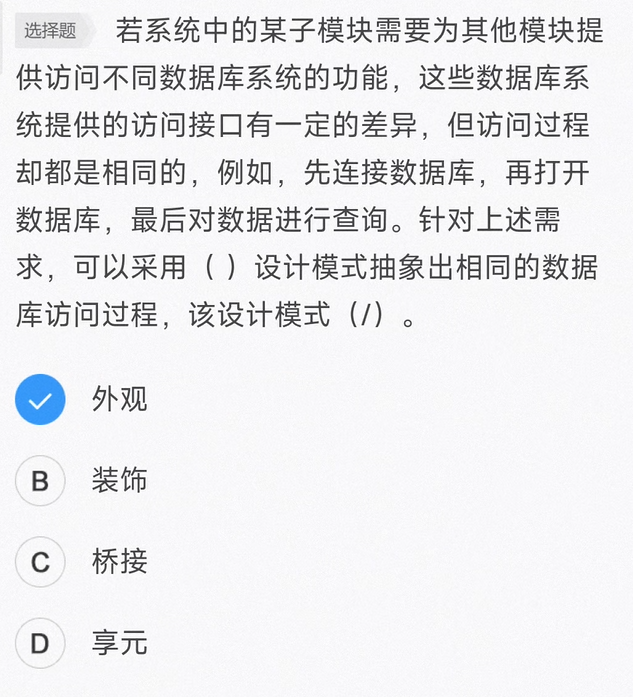 选择题 若系统中的某子模块需要为其他模块提
供访问不同数据库系统的功能，这些数据库系
统提供的访问接口有一定的差异，但访问过程
却都是相同的，例如，先连接数据库，再打开
数据库，最后对数据进行查询。针对上述需
求，可以采用（ ）设计模式抽象出相同的数据
库访问过程，该设计模式（/）。
外观
B 装饰
C 桥接
D 享元